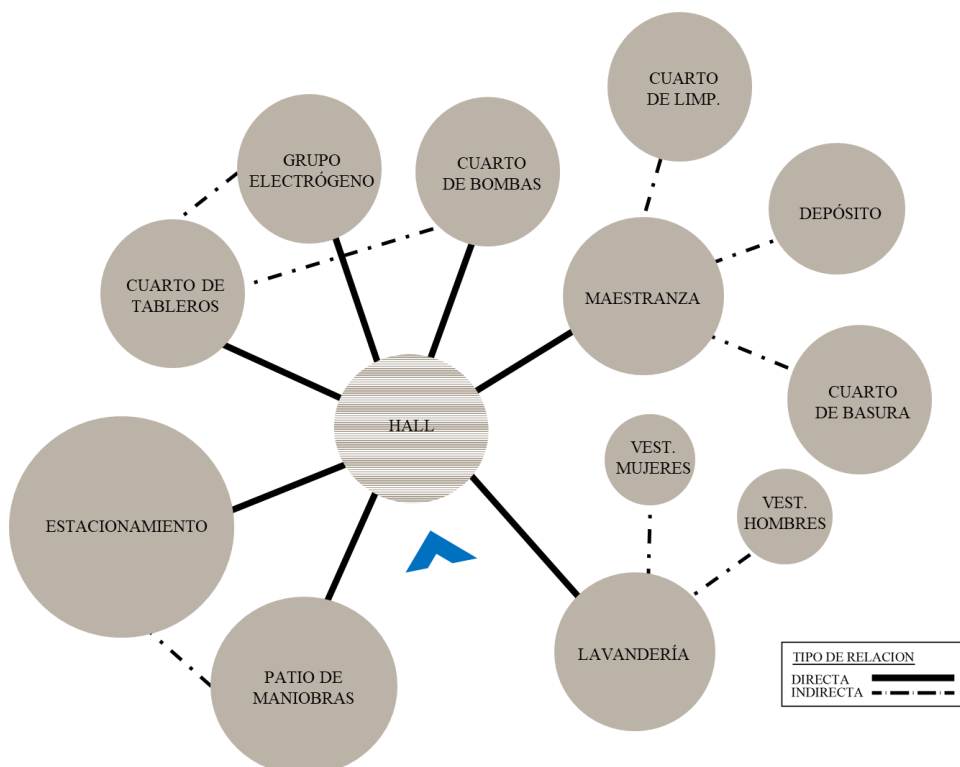 CUARTO
DE LIMP.
GRUPO
ELECTRÓGENO
CUARTO
DE BOMBAS
DEPÓSITO
CUARTO DE
TABLEROS
MAESTRANZA
CUARTO
DE BASURA
HALL
VEST.
MUJERES
VEST.
HOMBRES
ESTACIONAMIENTO
LAVANDERÍA
PATIO DE
MANIOBRAS
TIPO DE RELACION
DIRECTA
INDIRECTA